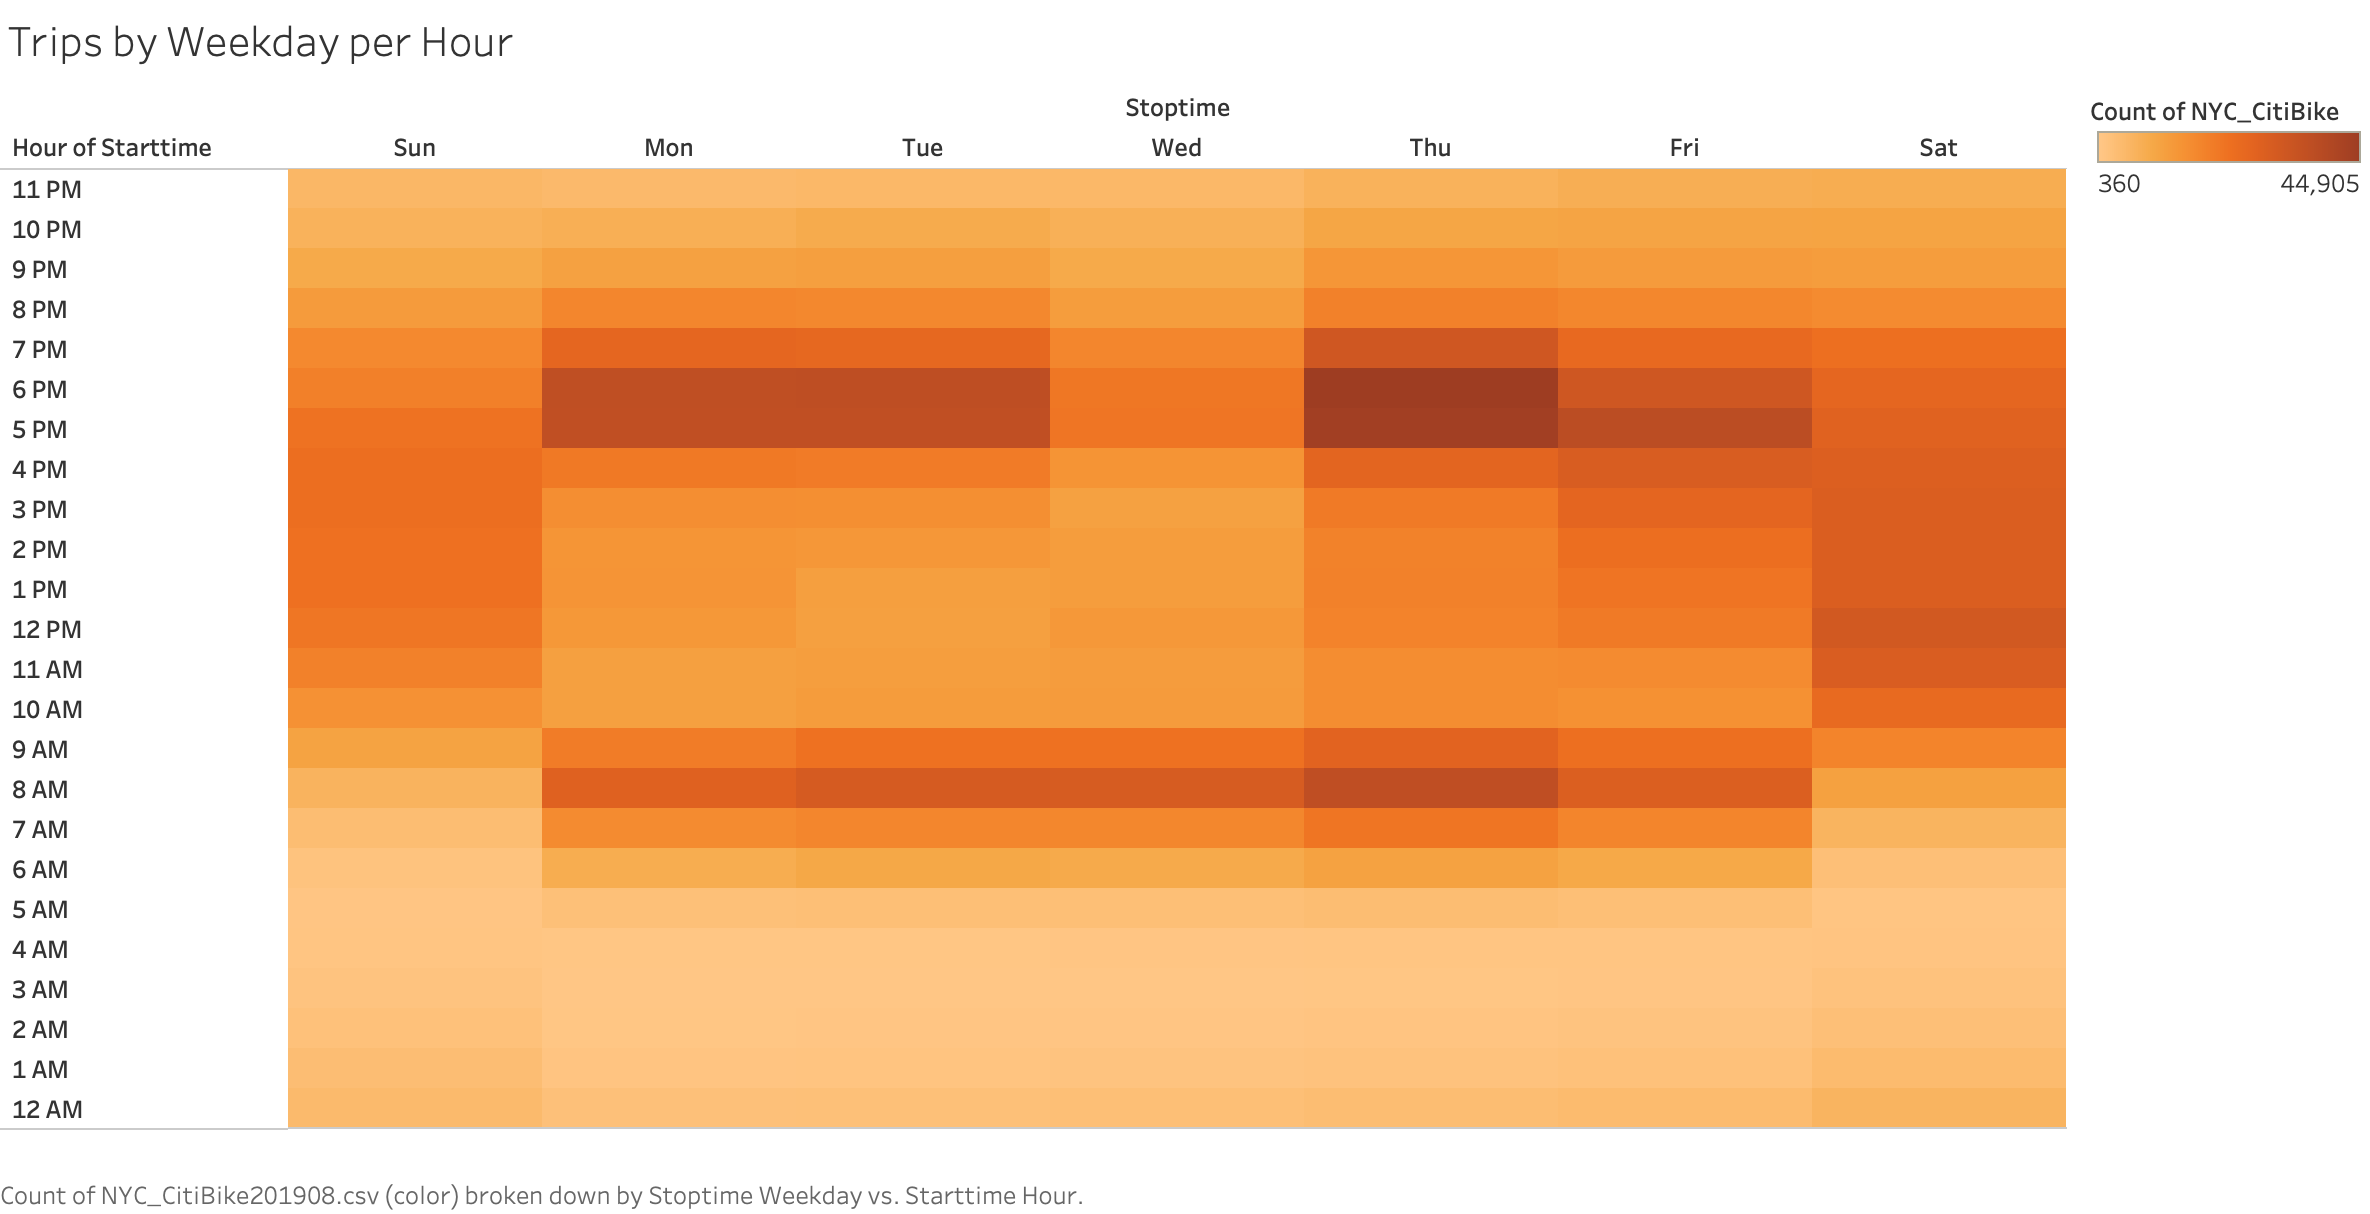 Trips by Weekday per Hour
Stoptime
Count of NYC_CitiBike
Hour of Starttime Sun Mon Tue Wed Thu Fri Sat
360 44,905
11 PM
10 PM
9 PM
8 PM
7 PM
6 PM
5 PM
4 PM
3 PM
2 PM
1 PM
12 PM
11 AM
10 AM
9 AM
8 AM
7 AM
6 AM
5 AM
4 AM
3 AM
2 AM
1 AM
12 AM
Count of NYC_CitiBike201908.csv (color) broken down by Stoptime Weekday vs. Starttime Hour.